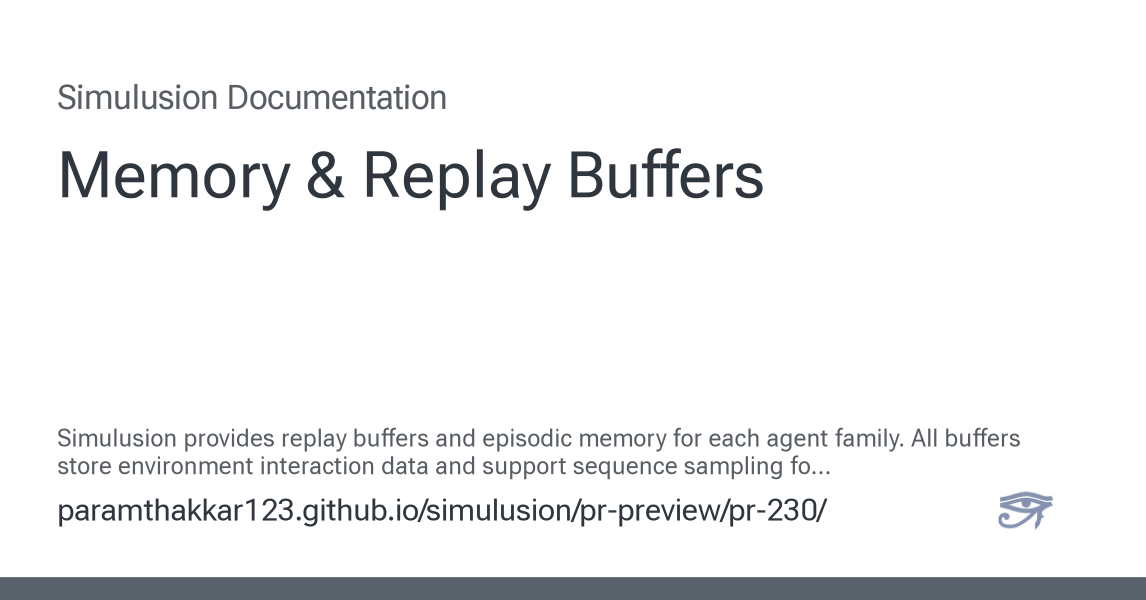 Simulusion Documentation
Memory & Replay Buffers
Simulusion provides replay buffers and episodic memory for each agent family. All buffers
store environment interaction data and support sequence sampling fo...
paramthakkar123.github.io/simulusion/pr-preview/pr-230/